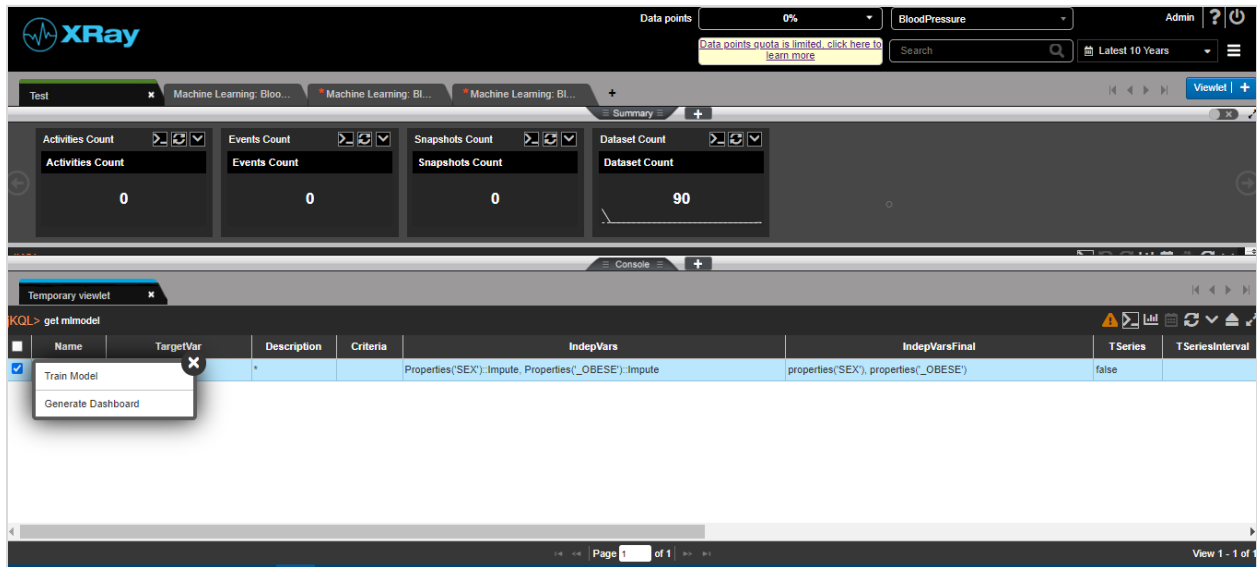 XRay
Data points
0%
BloodPressure
Admin
?
Data points quota is limited, click here to
learn more
Search
Latest 10 Years
Test
Machine Learning: Bloo...
*Machine Learning: Bl...
*Machine Learning: Bl...
+
Viewlet | +
Summary
+
Activities Count
Activities Count
0
Events Count
Events Count
0
Snapshots Count
Snapshots Count
0
Dataset Count
Dataset Count
90
Console
+
Temporary viewlet
jKQL> get mlmodel
Name TargetVar Description Criteria IndepVars IndepVarsFinal TSeries TSeriesInterval
* Properties('SEX')::Impute, Properties('_OBESE')::Impute properties('SEX'), properties('_OBESE') false
Train Model
Generate Dashboard
Page 1 of 1
View 1 - 1 of 1